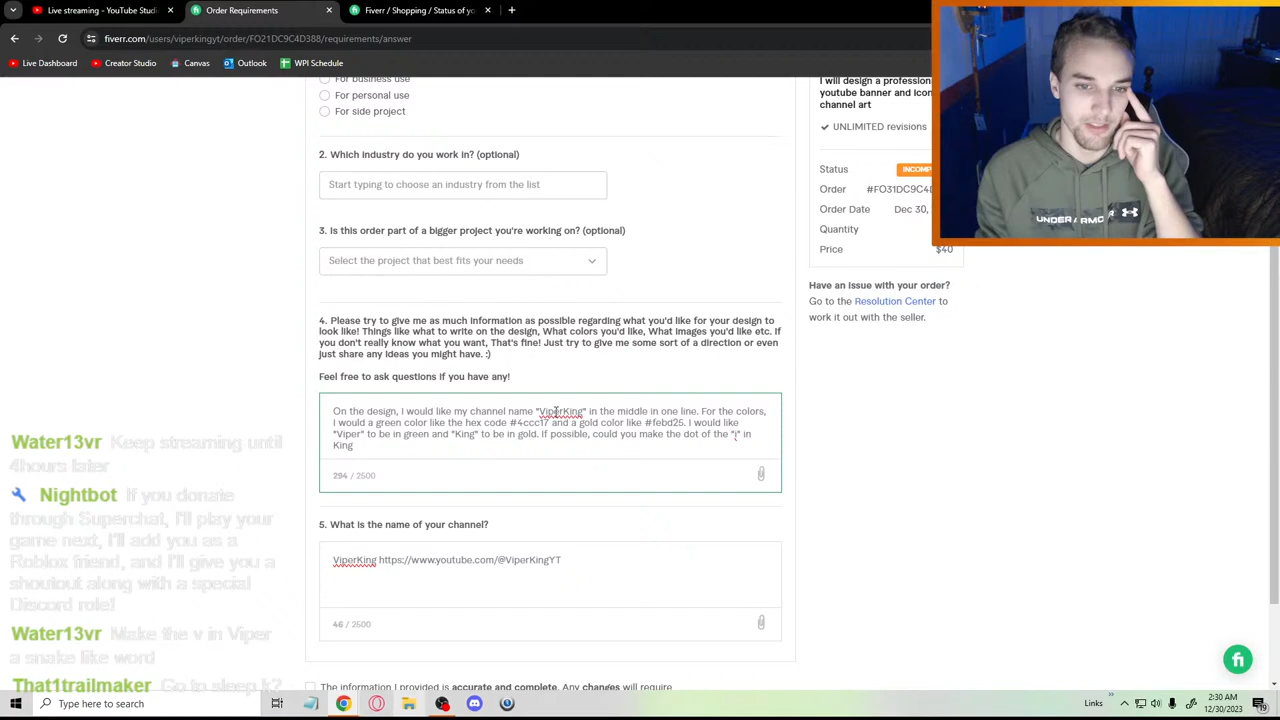 Live streaming - YouTube Studi
Order Requirements
Fiverr / Shopping / Status of yo
fiverr.com/users/viperkingyt/order/FO21DC9C4D388/requirements/answer
Live Dashboard
Creator Studio
Canvas
Outlook
WPI Schedule
For business use
For personal use
For side project
2. Which industry do you work in? (optional)
Start typing to choose an industry from the list
3. Is this order part of a bigger project you're working on? (optional)
Select the project that best fits your needs
4. Please try to give me as much information as possible regarding what you'd like for your design to
look like! Things like what to write on the design, What colors you'd like, What images you'd like etc. If
you don't really know what you want, That's fine! Just try to give me some sort of a direction or even
just share any ideas you might have. :)
Feel free to ask questions if you have any!
On the design, I would like my channel name "ViperKing" in the middle in one line. For the colors,
I would a green color like the hex code #4ccc17 and a gold color like #febd25. I would like
"Viper" to be in green and "King" to be in gold. If possible, could you make the dot of the "i" in
King
294 / 2500
5. What is the name of your channel?
ViperKing https://www.youtube.com/@ViperKingYT
46 / 2500
The information I provided is accurate and complete. Any changes will require
I will design a profession
youtube banner and icon
channel art
UNLIMITED revisions
Status
INCOMP
Order
#FO31DC9C4D
Order Date
Dec 30,
Quantity
Price
$40
Have an issue with your order?
Go to the Resolution Center to
work it out with the seller.
UNDER ARMO
Water13vr Keep streaming until
4hours later
Nightbot If you donate
through Superchat, I'll play your
game next, I'll add you as a
Roblox friend, and I'll give you a
shoutout along with a special
Discord role!
Water13vr Make the v in Viper
a snake like word
That1trailmaker Go to sleep k?
fi
Type here to search
Links
2:30 AM
12/30/2023
19